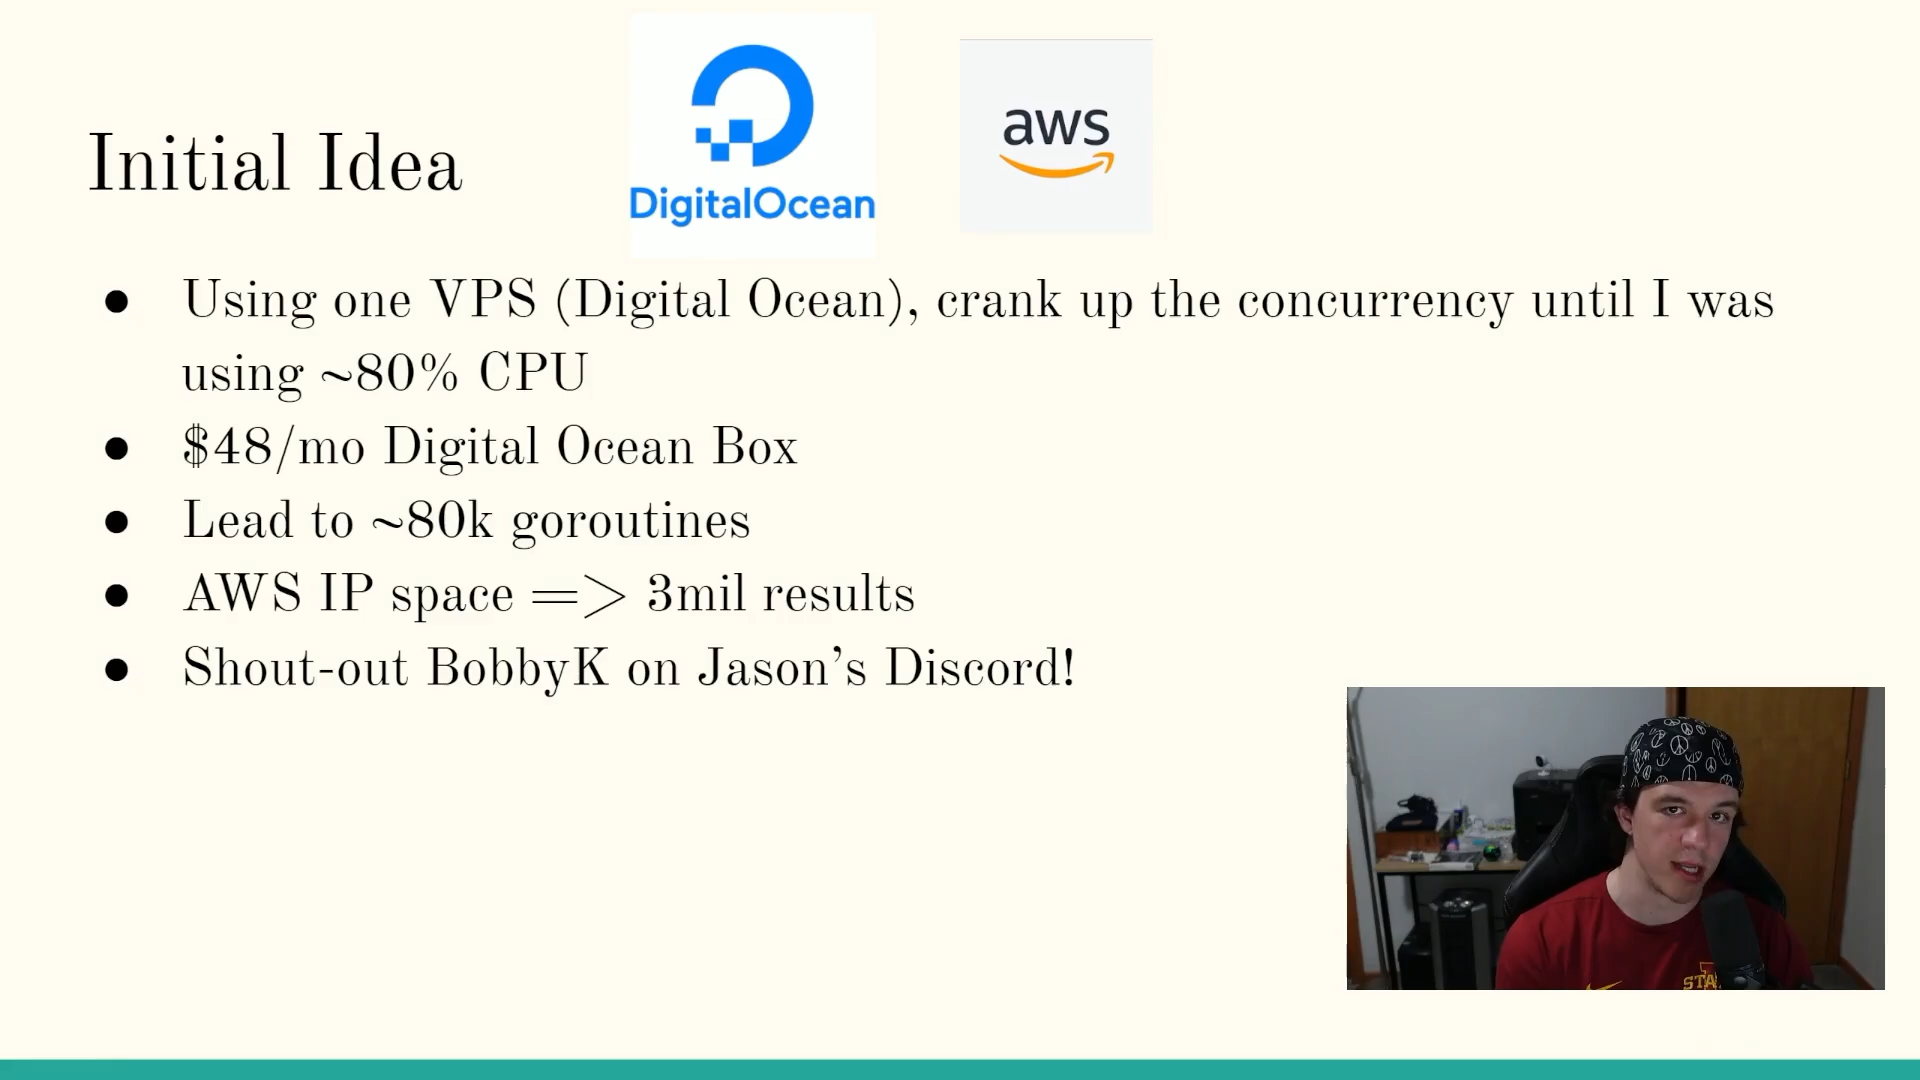 Initial Idea
DigitalOcean
aws
● Using one VPS (Digital Ocean), crank up the concurrency until I was
using ~80% CPU
● $48/mo Digital Ocean Box
● Lead to ~80k goroutines
● AWS IP space => 3mil results
● Shout-out BobbyK on Jason's Discord!
STA